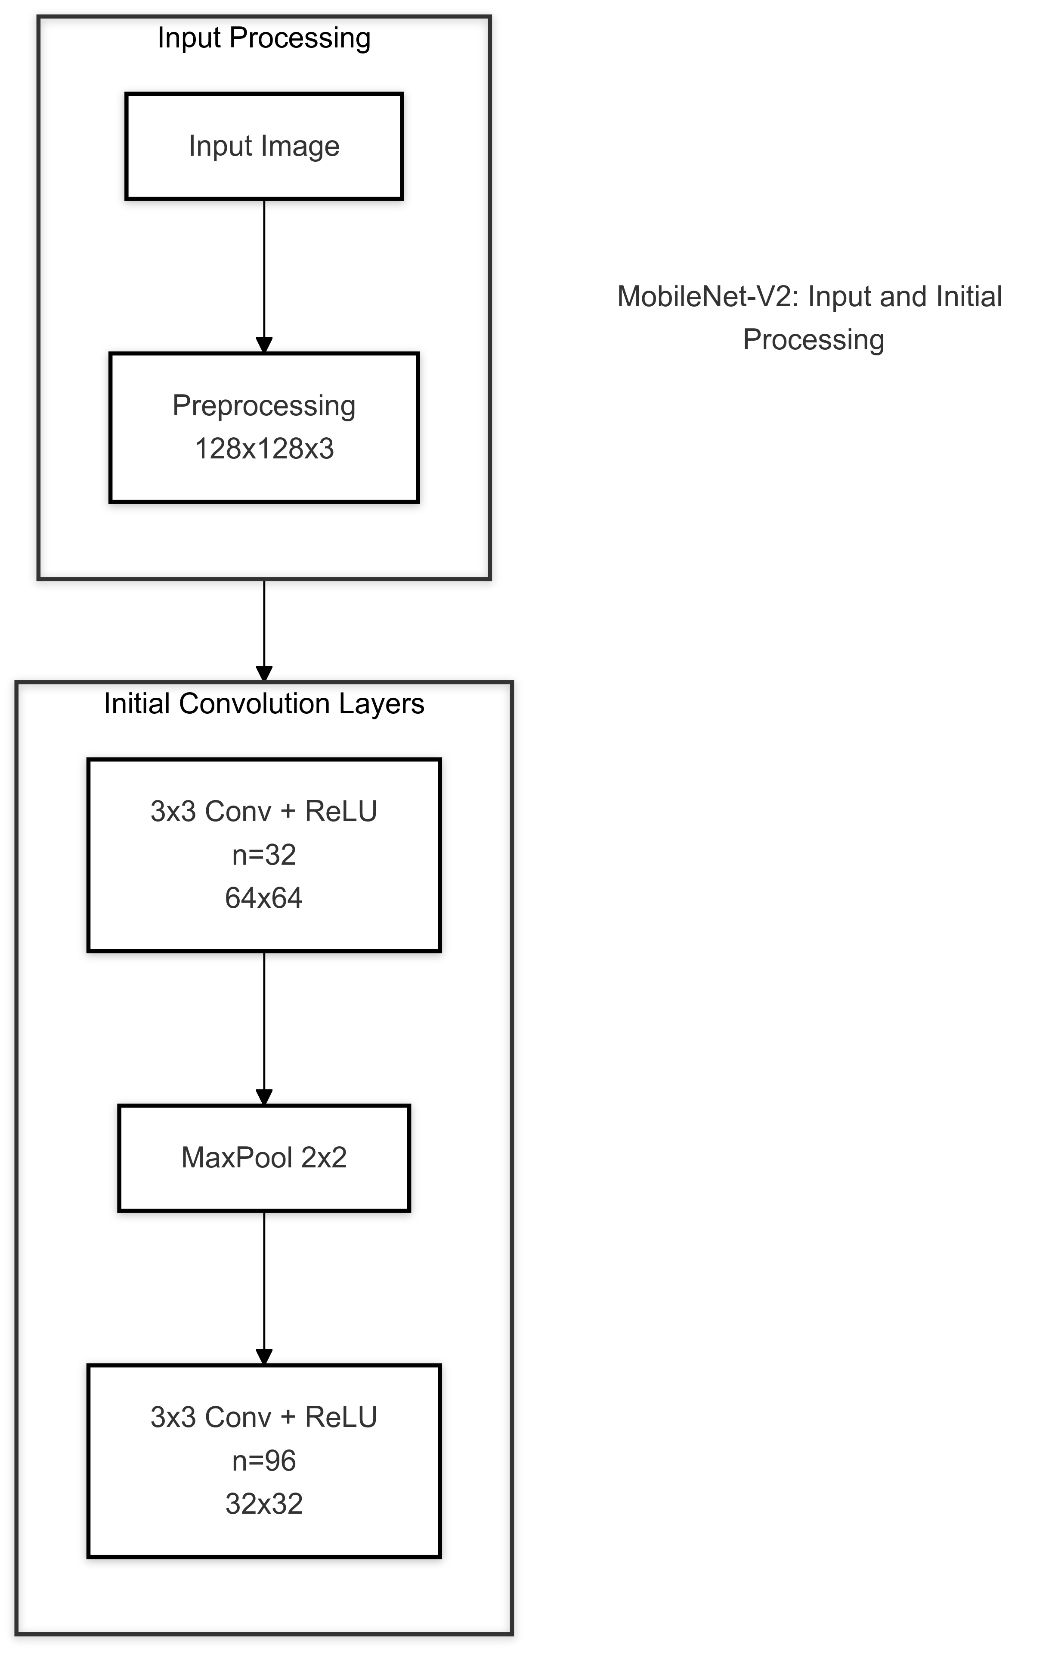 Input Processing
Input Image
Preprocessing
128x128x3
MobileNet-V2: Input and Initial
Processing
Initial Convolution Layers
3x3 Conv + ReLU
n=32
64x64
MaxPool 2x2
3x3 Conv + ReLU
n=96
32x32